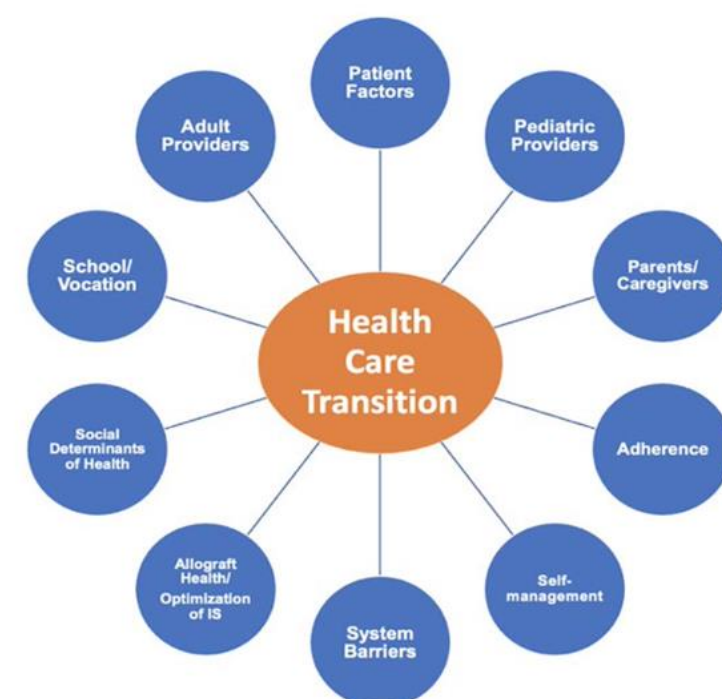 Patient
Factors
Pediatric
Providers
Parents/
Caregivers
Adherence
Self-
management
System
Barriers
Allograft
Health/
Optimization
of IS
Social
Determinants
of Health
School/
Vocation
Adult
Providers
Health
Care
Transition